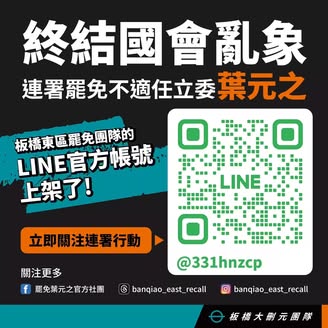 終結國會亂象
連署罷免不適任立委葉元之
板橋東區罷免團隊的
LINE官方帳號
上架了!
LINE
立即關注連署行動
@331hnzcp
關注更多
罷免葉元之官方社團
banqiao_east_recall
banqiao_east_recall
板橋大創元團隊